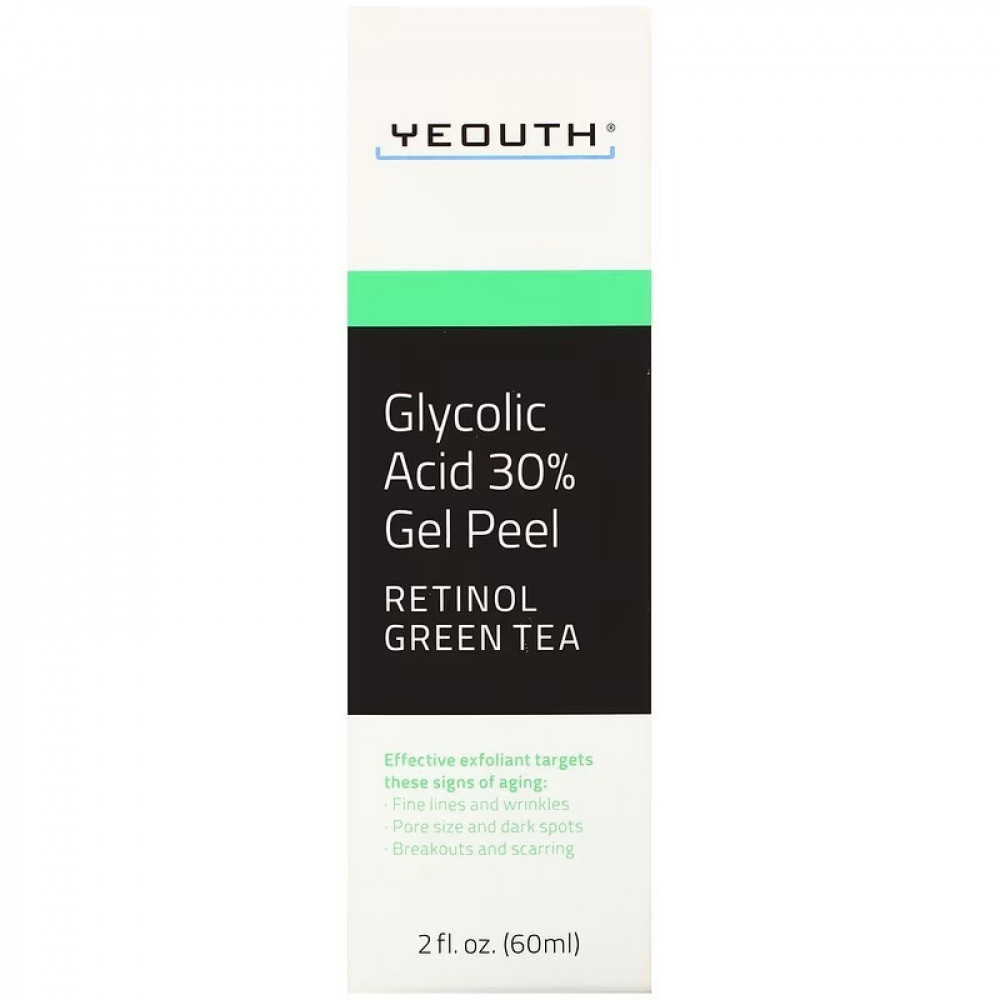 YEOUTH®
Glycolic
Acid 30%
Gel Peel
RETINOL
GREEN TEA
Effective exfoliant targets
these signs of aging:
· Fine lines and wrinkles
· Pore size and dark spots
· Breakouts and scarring
2 fl. oz. (60ml)